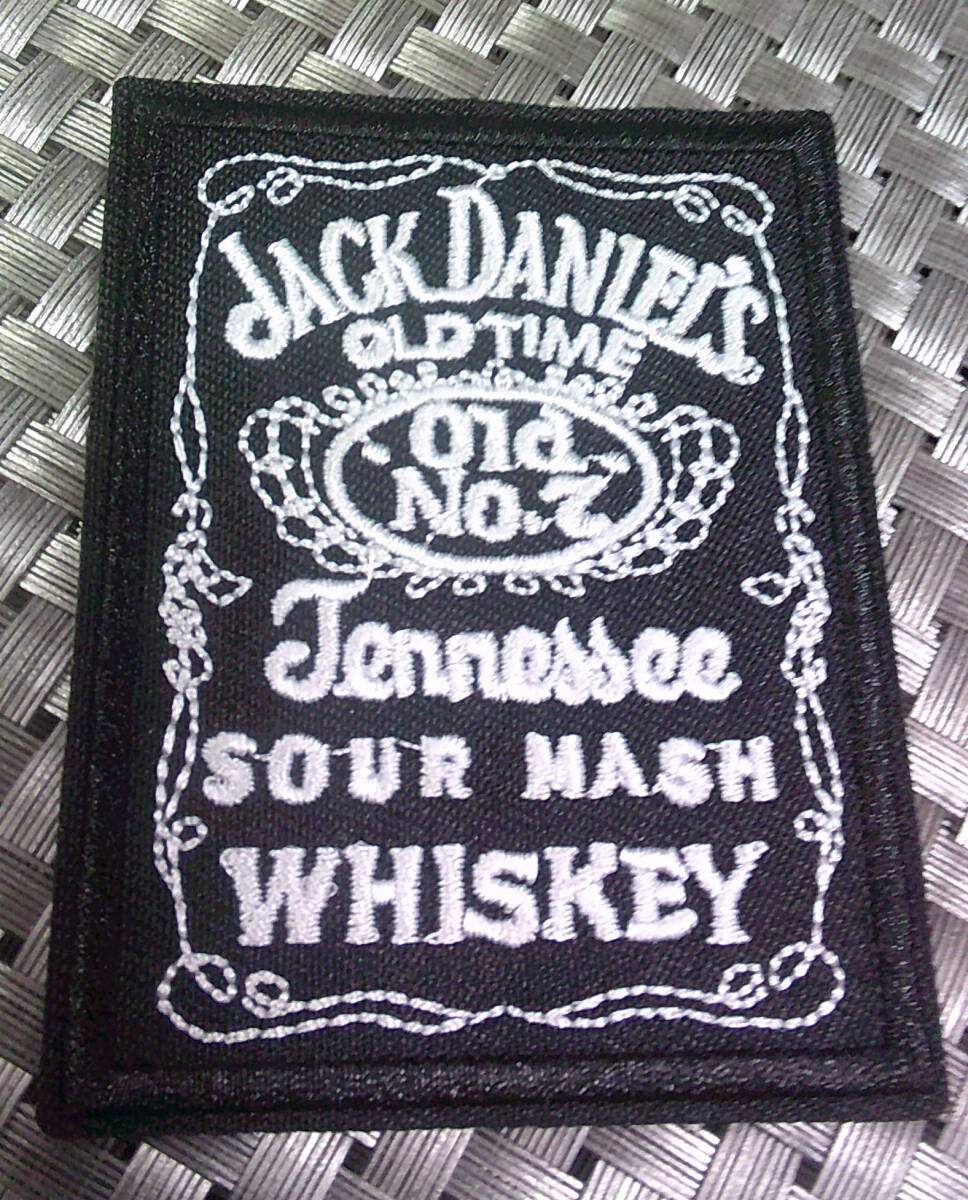 JACK DANIEL'S
OLD TIME
Old
No.7
Tennessee
SOUR MASH
WHISKEY